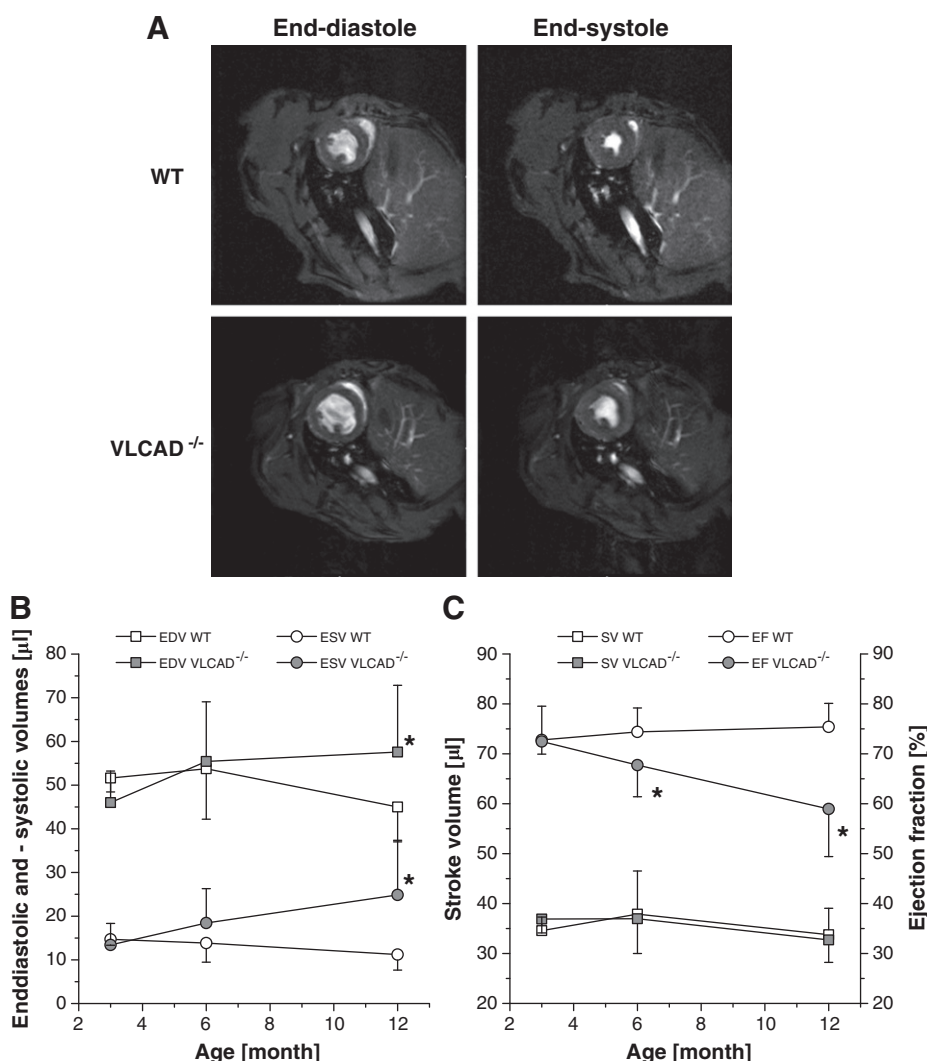 A
End-diastole End-systole
WT
VLCAD -/-
B
EDV WT ESV WT
EDV VLCAD-/- ESV VLCAD-/-
80
70
60
50
40
30
20
10
0
2 4 6 8 10 12
Enddiastolic and - systolic volumes [µl]
Age [month]
*
*
C
SV WT EF WT
SV VLCAD-/- EF VLCAD-/-
90 90
80 80
70 70
60 60
50 50
40 40
30 30
20 20
2 4 6 8 10 12
Stroke volume [µl]
Ejection fraction [%]
Age [month]
*
*